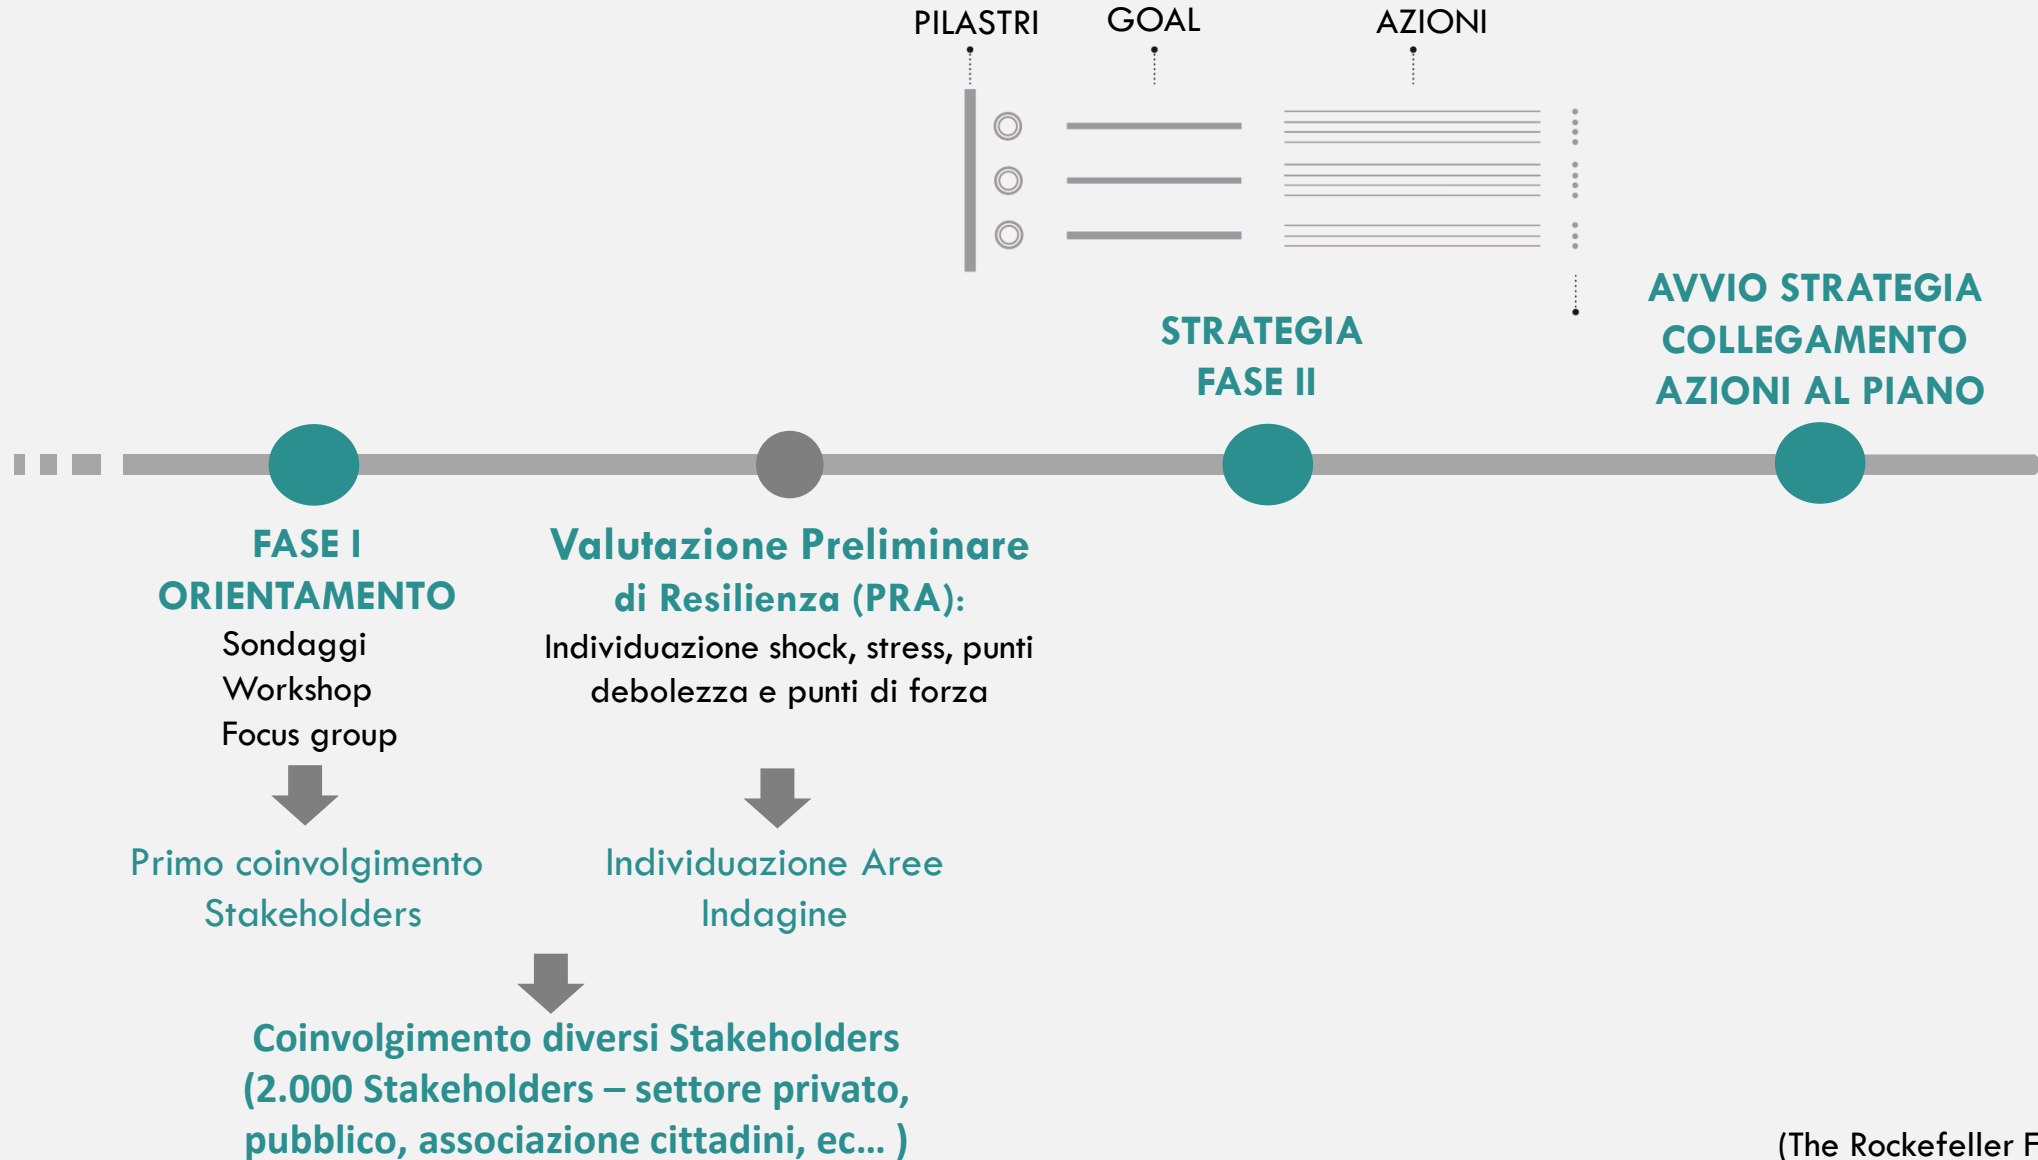 PILASTRI
GOAL
AZIONI
STRATEGIA
FASE II
AVVIO STRATEGIA
COLLEGAMENTO
AZIONI AL PIANO
FASE I
ORIENTAMENTO
Sondaggi
Workshop
Focus group
Primo coinvolgimento
Stakeholders
Valutazione Preliminare
di Resilienza (PRA):
Individuazione shock, stress, punti
debolezza e punti di forza
Individuazione Aree
Indagine
Coinvolgimento diversi Stakeholders
(2.000 Stakeholders – settore privato,
pubblico, associazione cittadini, ec... )
(The Rockefeller F